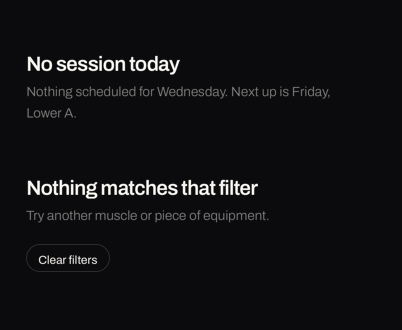 No session today
Nothing scheduled for Wednesday. Next up is Friday,
Lower A.
Nothing matches that filter
Try another muscle or piece of equipment.
Clear filters